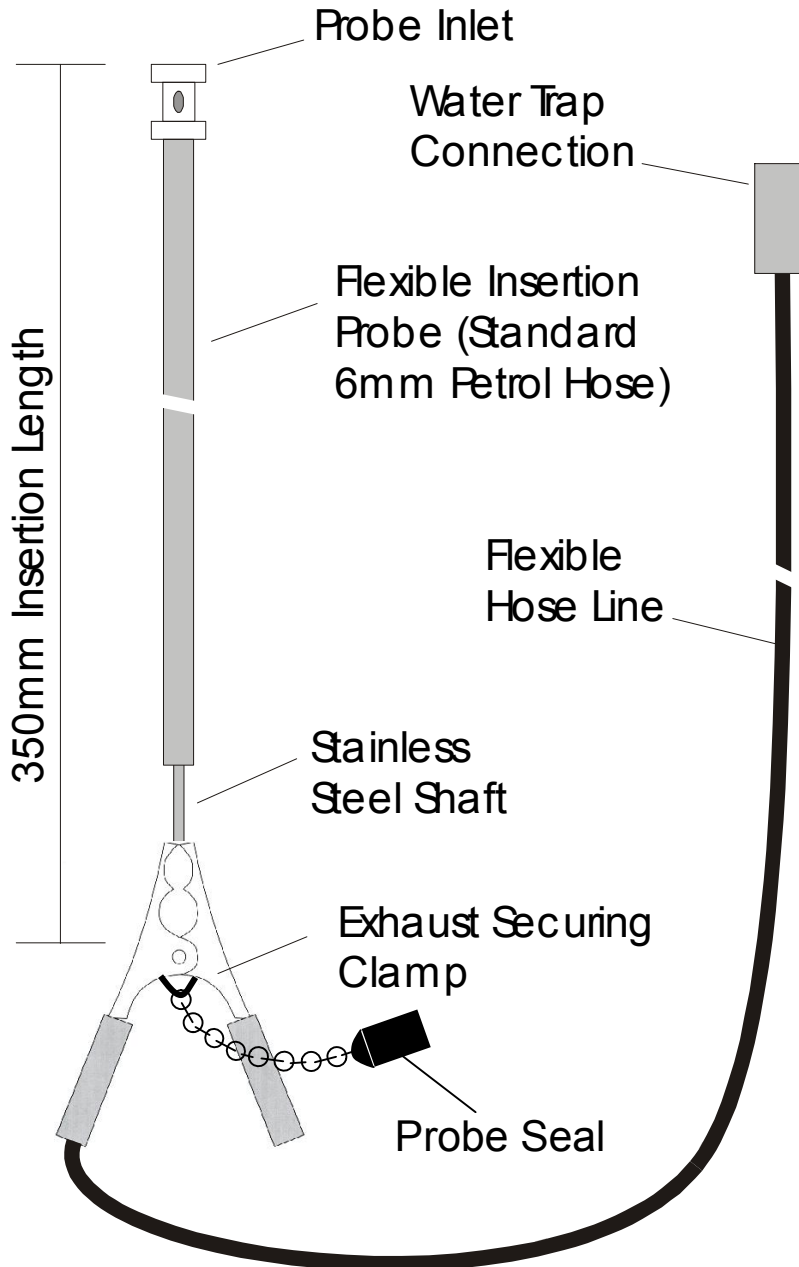 Probe Inlet
Water Trap
Connection
Flexible Insertion
Probe (Standard
6mm Petrol Hose)
350mm Insertion Length
Flexible
Hose Line
Stainless
Steel Shaft
Exhaust Securing
Clamp
Probe Seal